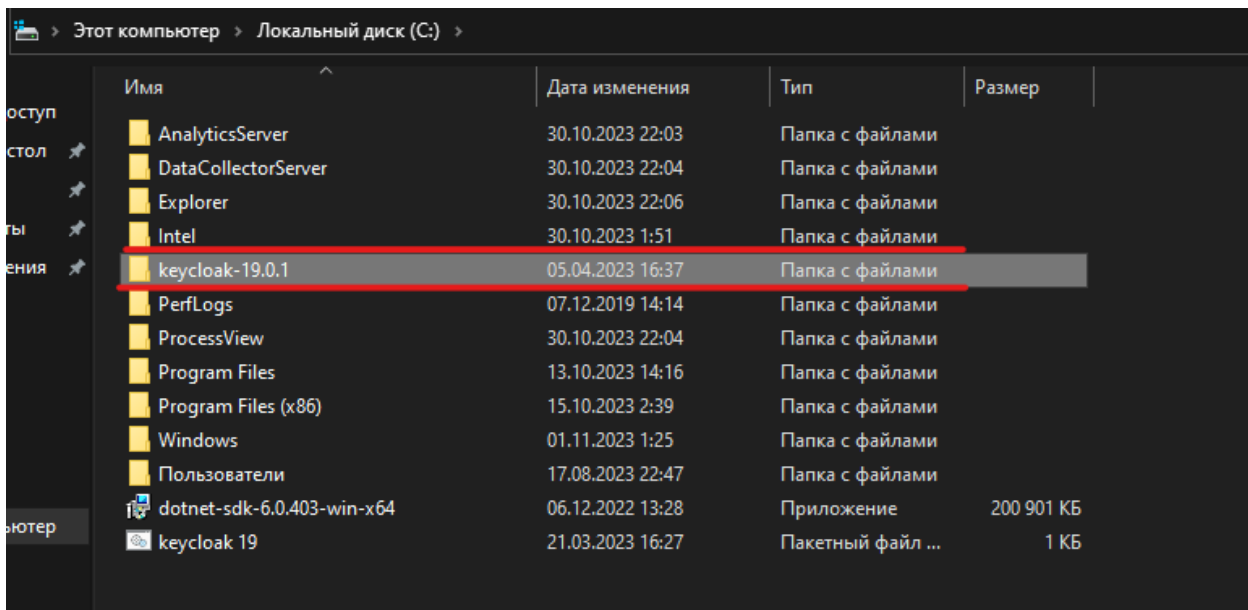 Этот компьютер > Локальный диск (C:) >
Имя Дата изменения Тип Размер
оступ
AnalyticsServer 30.10.2023 22:03 Папка с файлами
стол
DataCollectorServer 30.10.2023 22:04 Папка с файлами
Explorer 30.10.2023 22:06 Папка с файлами
ты
Intel 30.10.2023 1:51 Папка с файлами
ения
keycloak-19.0.1 05.04.2023 16:37 Папка с файлами
PerfLogs 07.12.2019 14:14 Папка с файлами
ProcessView 30.10.2023 22:04 Папка с файлами
Program Files 13.10.2023 14:16 Папка с файлами
Program Files (x86) 15.10.2023 2:39 Папка с файлами
Windows 01.11.2023 1:25 Папка с файлами
Пользователи 17.08.2023 22:47 Папка с файлами
dotnet-sdk-6.0.403-win-x64 06.12.2022 13:28 Приложение 200 901 КБ
ьютер
keycloak 19 21.03.2023 16:27 Пакетный файл ... 1 КБ